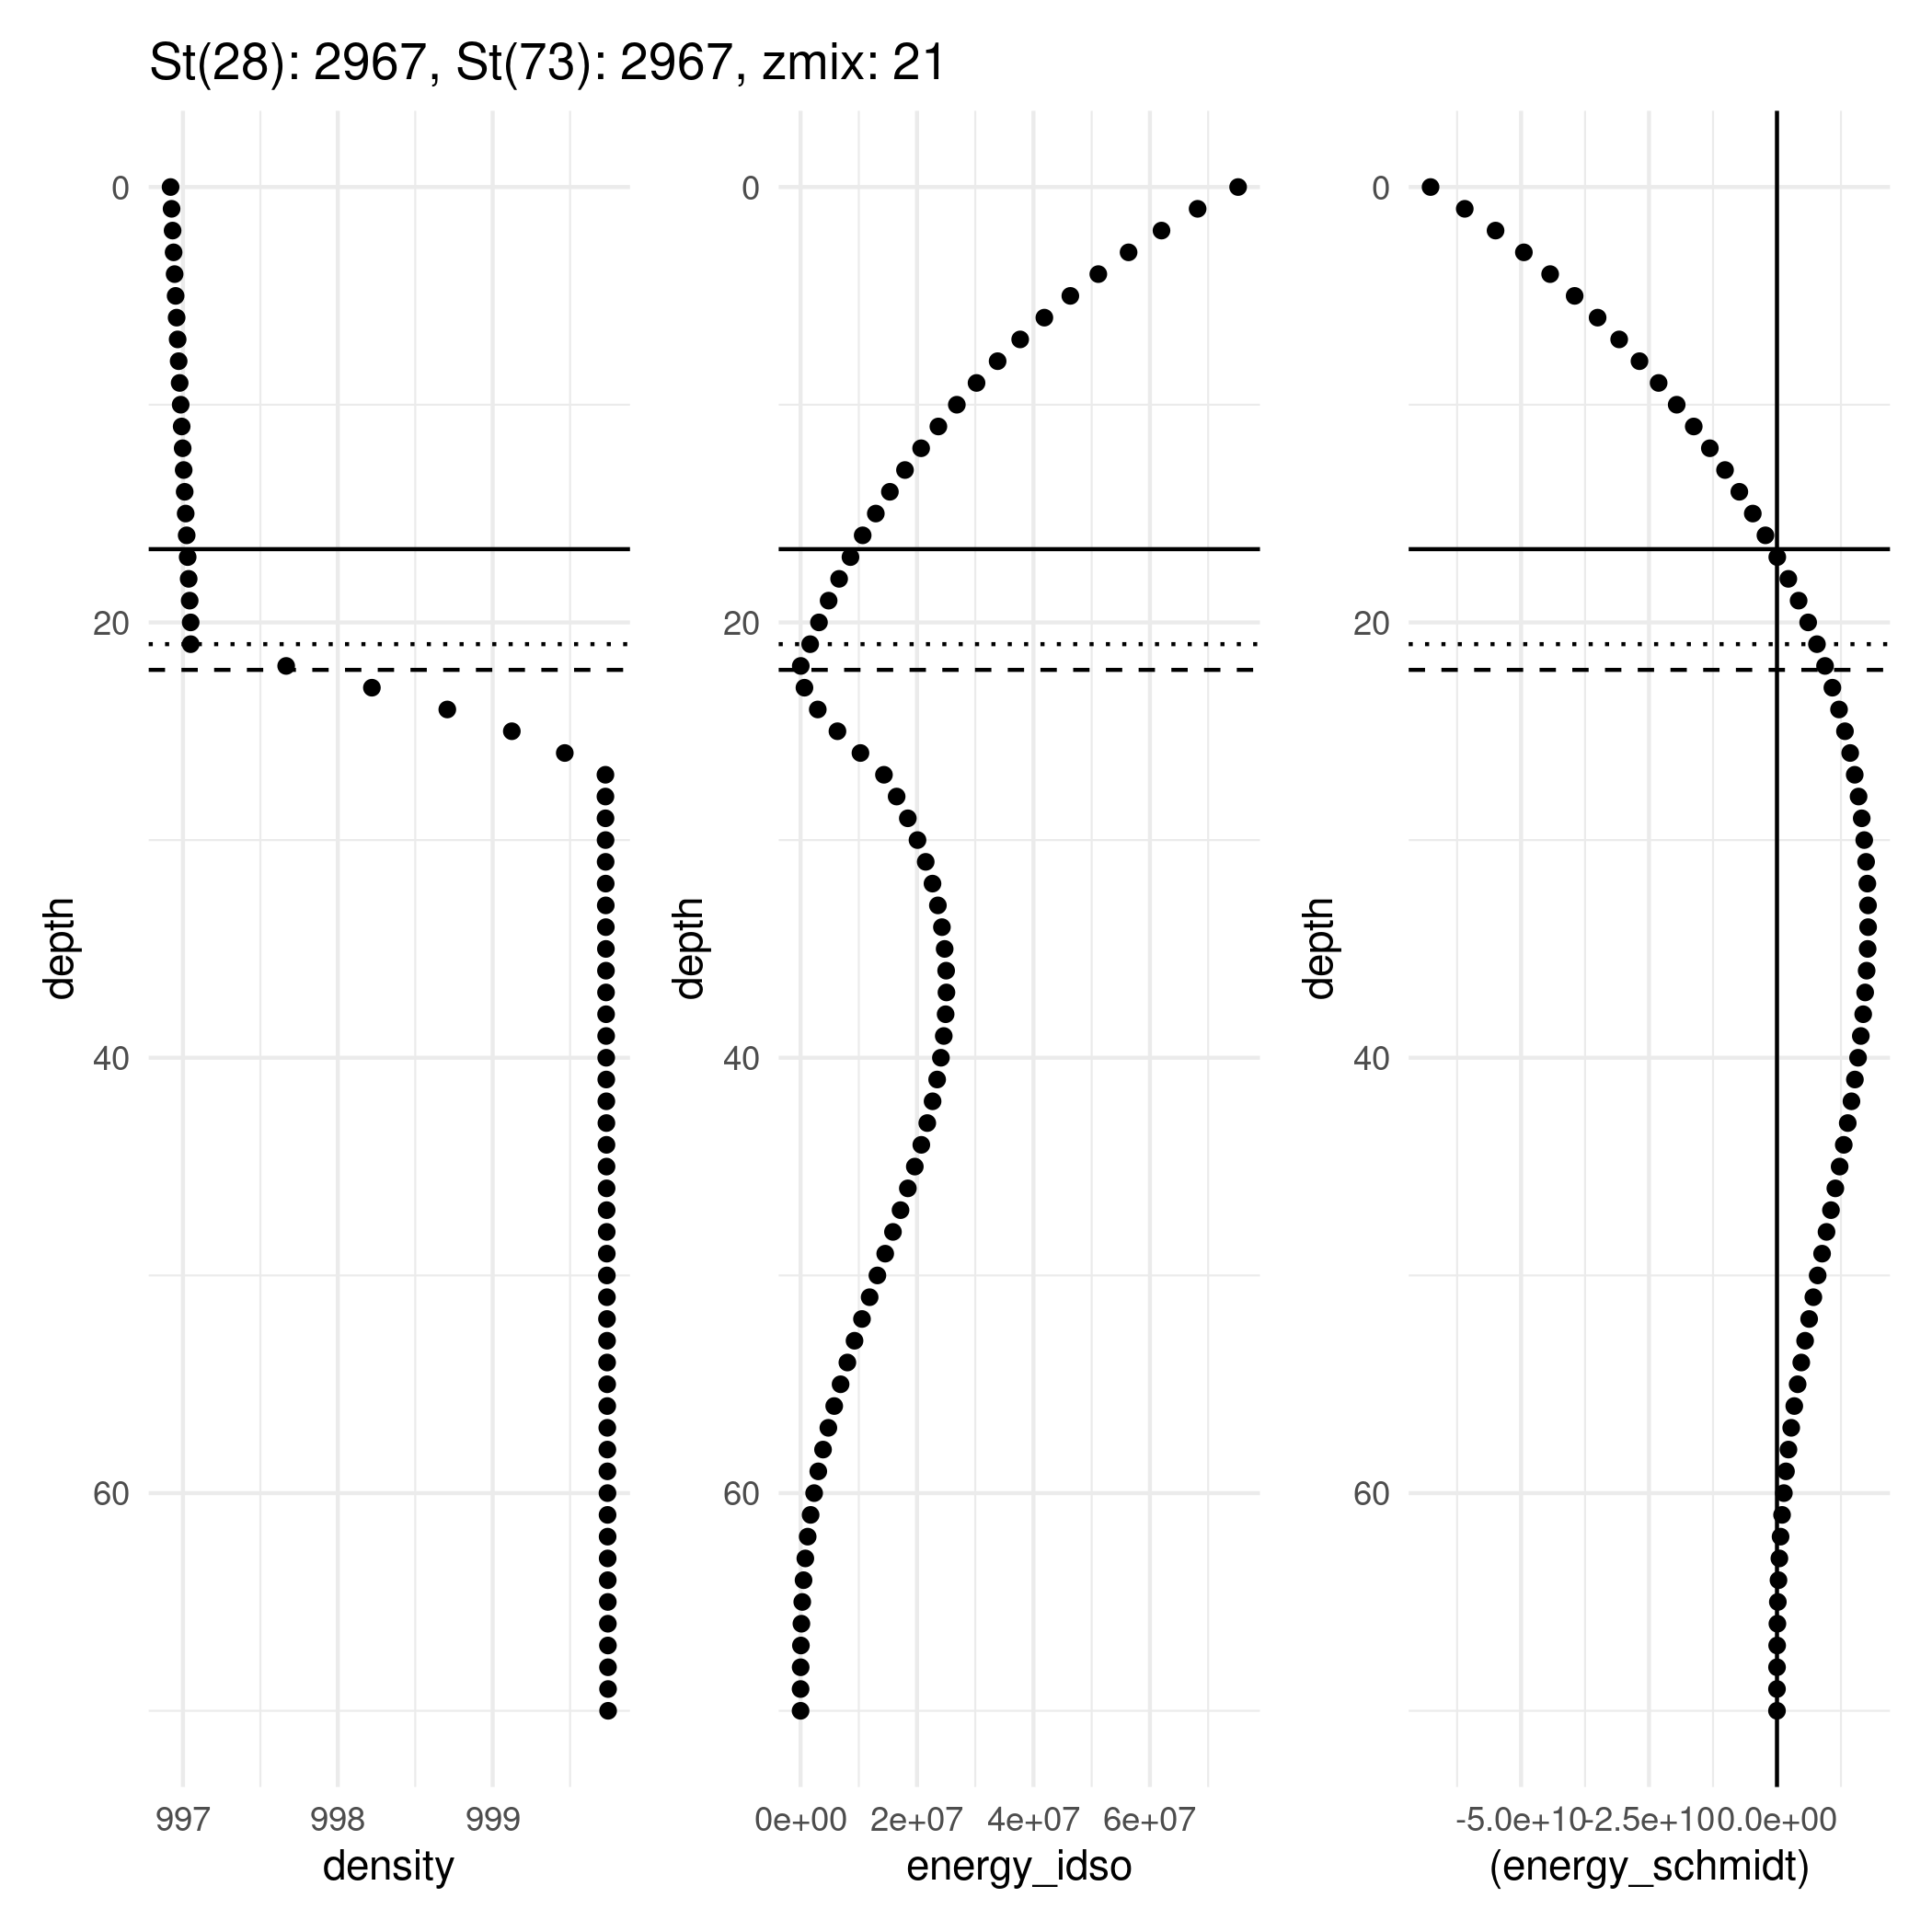 St(28): 2967, St(73): 2967, zmix: 21
0
20
40
60
depth
997
998
999
density
0
20
40
60
depth
0e+00
2e+07
4e+07
6e+07
energy_idso
0
20
40
60
depth
-5.0e+10
-2.5e+10
0.0e+00
(energy_schmidt)